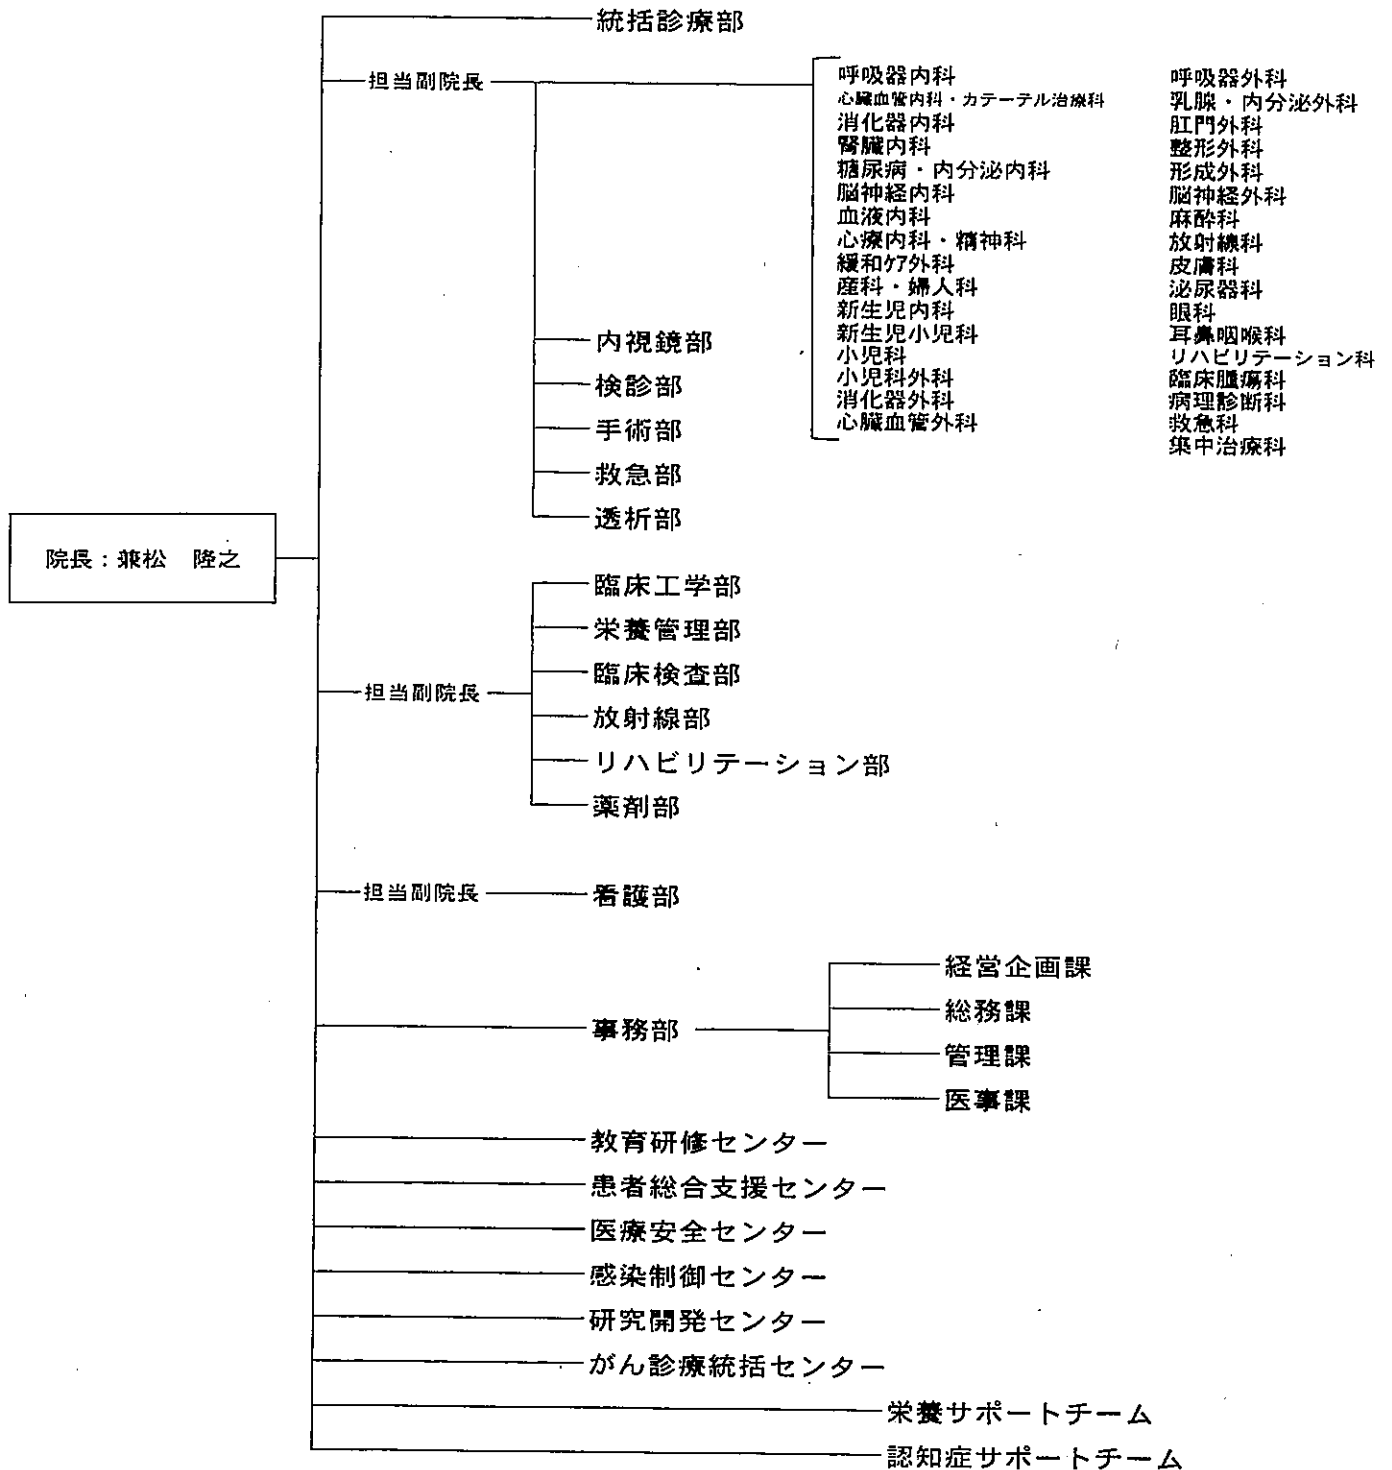 統括診療部
担当副院長
呼吸器内科
心臓血管内科・カテーテル治療科
消化器内科
腎臓内科
糖尿病・内分泌内科
脳神経内科
血液内科
心療内科・精神科
緩和ケア外科
産科・婦人科
新生児内科
新生児小児科
小児科
小児科外科
消化器外科
心臓血管外科
呼吸器外科
乳腺・内分泌外科
肛門外科
整形外科
形成外科
脳神経外科
麻酔科
放射線科
皮膚科
泌尿器科
眼科
耳鼻咽喉科
リハビリテーション科
臨床腫瘍科
病理診断科
救急科
集中治療科
内視鏡部
検診部
手術部
救急部
透析部
院長：兼松　隆之
担当副院長
臨床工学部
栄養管理部
臨床検査部
放射線部
リハビリテーション部
薬剤部
担当副院長
看護部
事務部
経営企画課
総務課
管理課
医事課
教育研修センター
患者総合支援センター
医療安全センター
感染制御センター
研究開発センター
がん診療統括センター
栄養サポートチーム
認知症サポートチーム